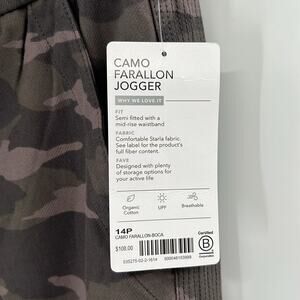 CAMO
FARALLON
JOGGER
WHY WE LOVE IT
FIT
Semi fitted with a
mid-rise waistband
FABRIC
Comfortable Starla fabric.
See label for the product's
full fiber content.
FAVE
Designed with plenty
of storage options for
your active life
Organic
Cotton
UPF
Breathable
14P
CAMO FARALLON-BOCA
$108.00
Certified
B
Corporation